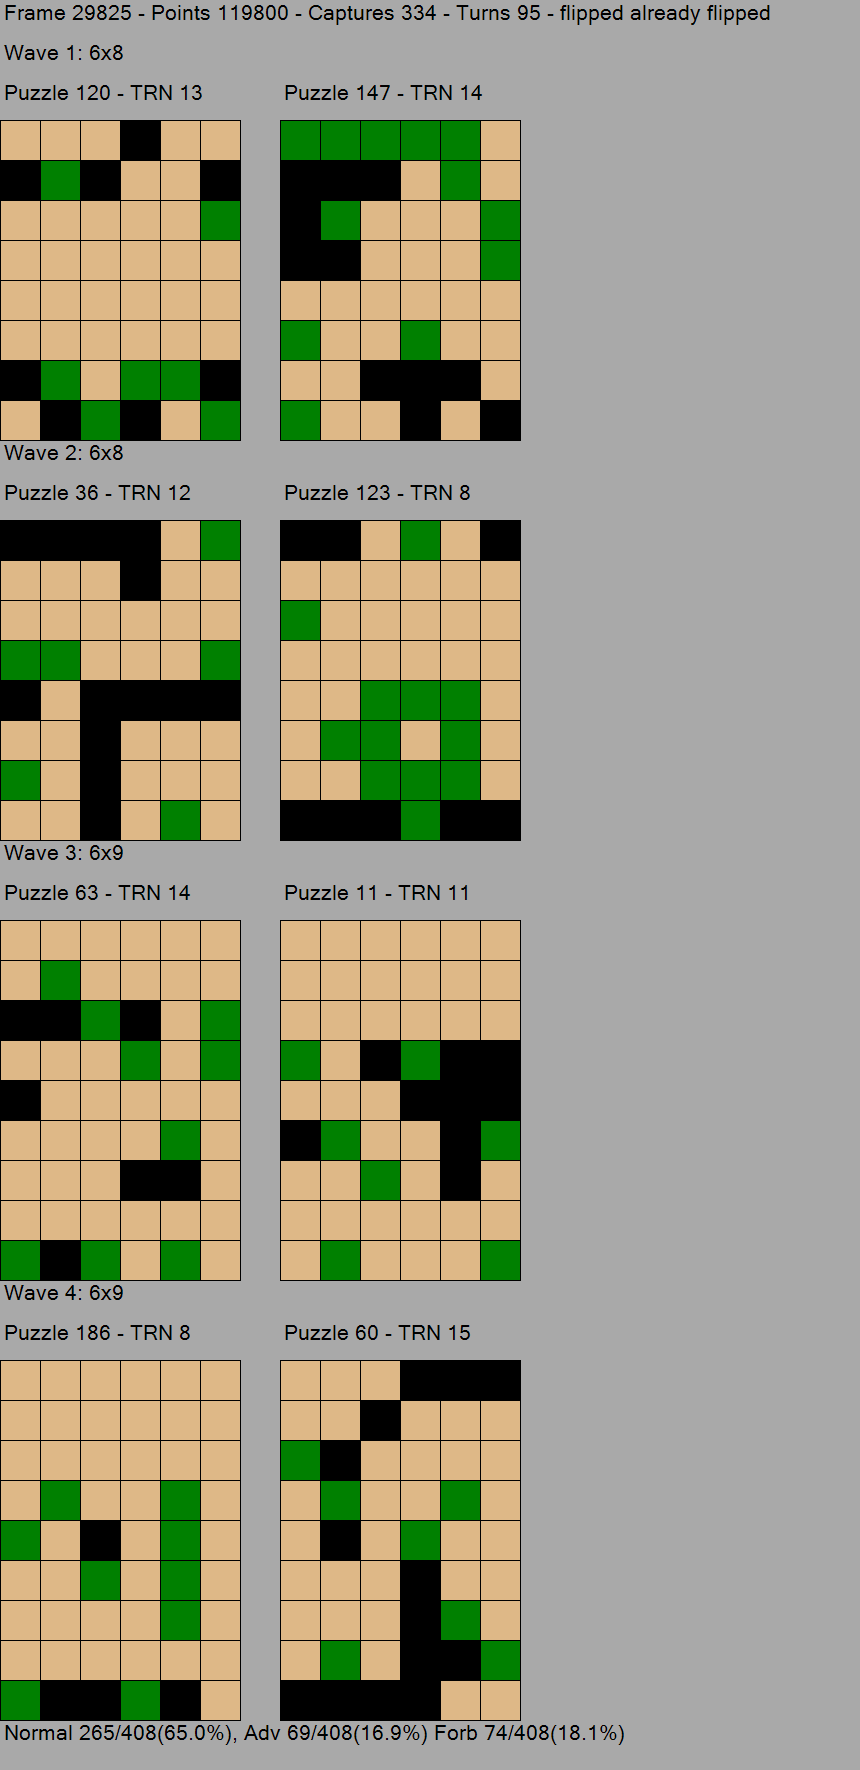 Frame 29825 - Points 119800 - Captures 334 - Turns 95 - flipped already flipped
Wave 1: 6x8
Puzzle 120 - TRN 13
Puzzle 147 - TRN 14
Wave 2: 6x8
Puzzle 36 - TRN 12
Puzzle 123 - TRN 8
Wave 3: 6x9
Puzzle 63 - TRN 14
Puzzle 11 - TRN 11
Wave 4: 6x9
Puzzle 186 - TRN 8
Puzzle 60 - TRN 15
Normal 265/408(65.0%), Adv 69/408(16.9%) Forb 74/408(18.1%)